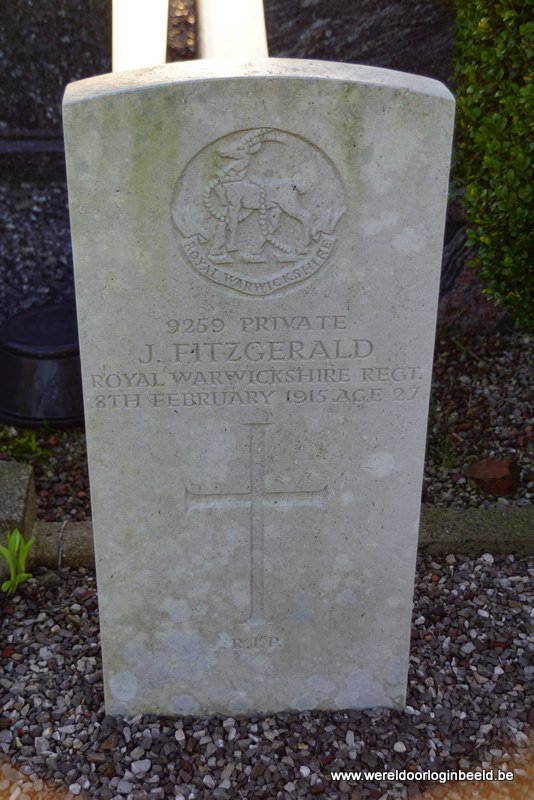 ROYAL WARWICKSHIRE
9259 PRIVATE
J. FITZGERALD
ROYAL WARWICKSHIRE REGT.
8TH FEBRUARY 1915 AGE 27
R.I.P.
www.wereldoorloginbeeld.be